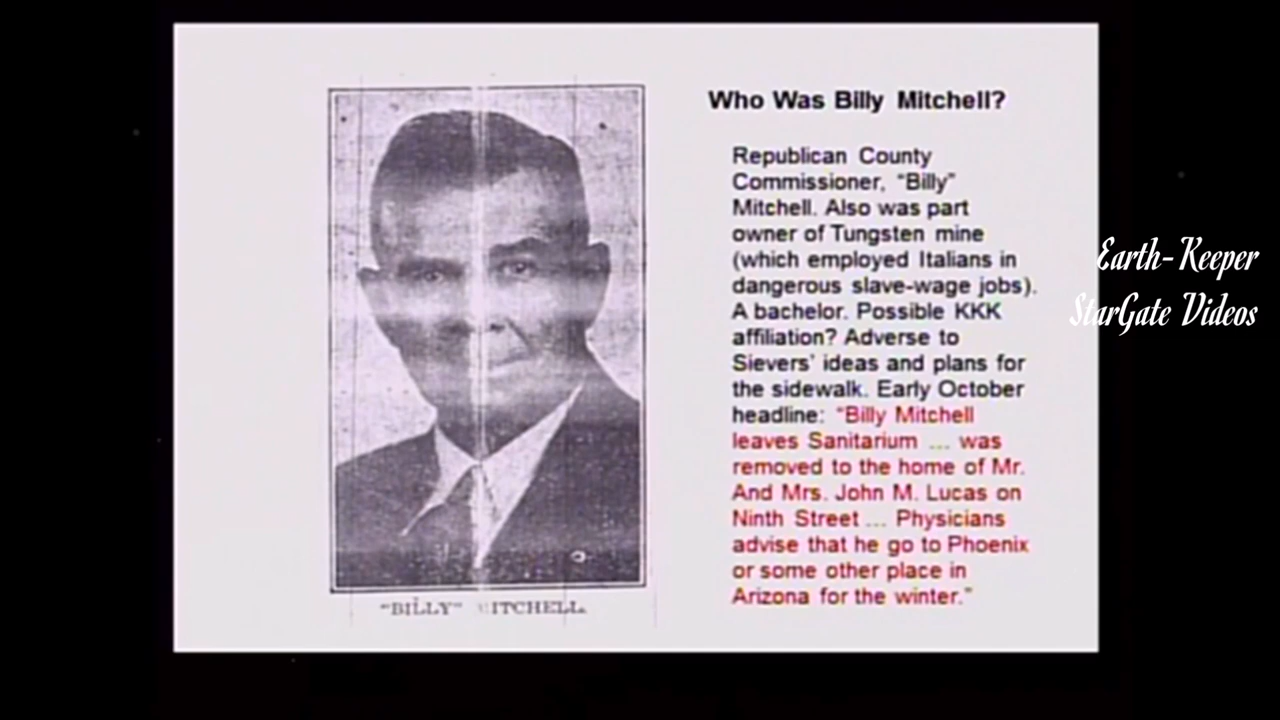 Who Was Billy Mitchell?
Republican County
Commissioner, "Billy"
Mitchell. Also was part
owner of Tungsten mine
(which employed Italians in
dangerous slave-wage jobs).
A bachelor. Possible KKK
affiliation? Adverse to
Sievers' ideas and plans for
the sidewalk. Early October
headline: "Billy Mitchell
leaves Sanitarium ... was
removed to the home of Mr.
And Mrs. John M. Lucas on
Ninth Street ... Physicians
advise that he go to Phoenix
or some other place in
Arizona for the winter."
"BILLY" MITCHELL.
Earth-Keeper
StarGate Videos